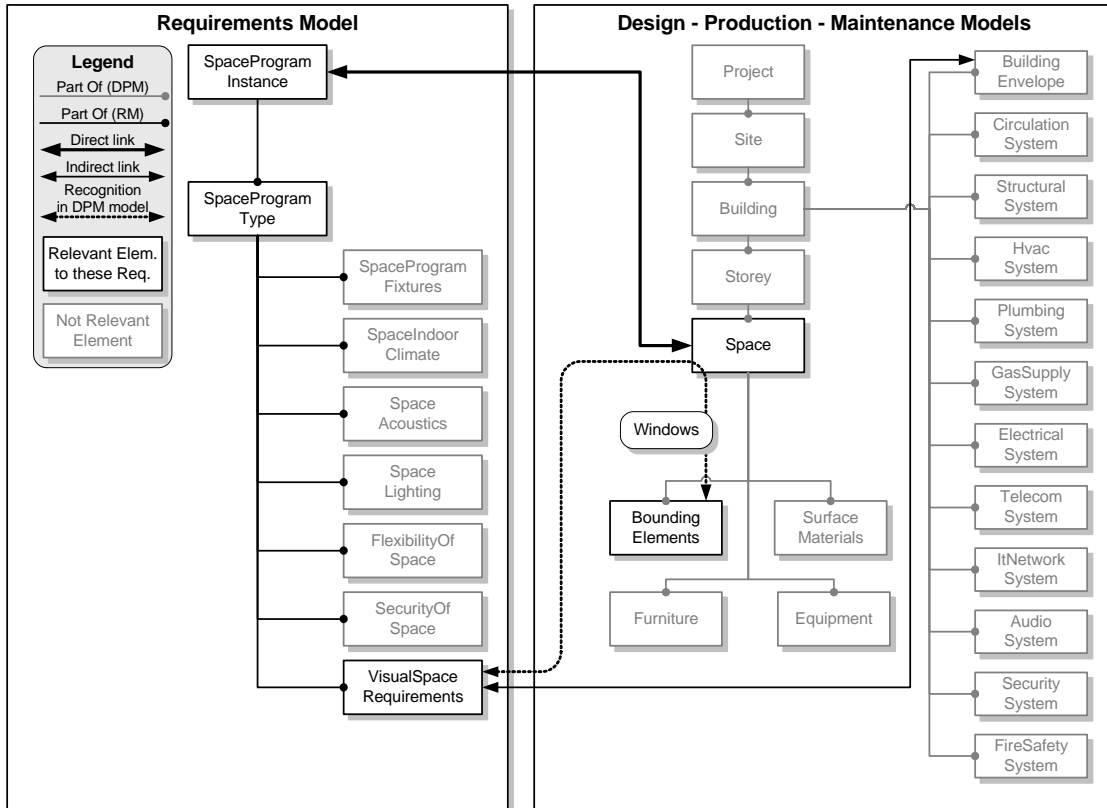 Requirements Model
Legend
Part Of (DPM)
Part Of (RM)
Direct link
Indirect link
Recognition
in DPM model
Relevant Elem.
to these Req.
Not Relevant
Element
SpaceProgram
Instance
SpaceProgram
Type
SpaceProgram
Fixtures
SpaceIndoor
Climate
Space
Acoustics
Space
Lighting
FlexibilityOf
Space
SecurityOf
Space
VisualSpace
Requirements
Design - Production - Maintenance Models
Project
Site
Building
Storey
Space
Windows
Bounding
Elements
Surface
Materials
Furniture
Equipment
Building
Envelope
Circulation
System
Structural
System
Hvac
System
Plumbing
System
GasSupply
System
Electrical
System
Telecom
System
ItNetwork
System
Audio
System
Security
System
FireSafety
System